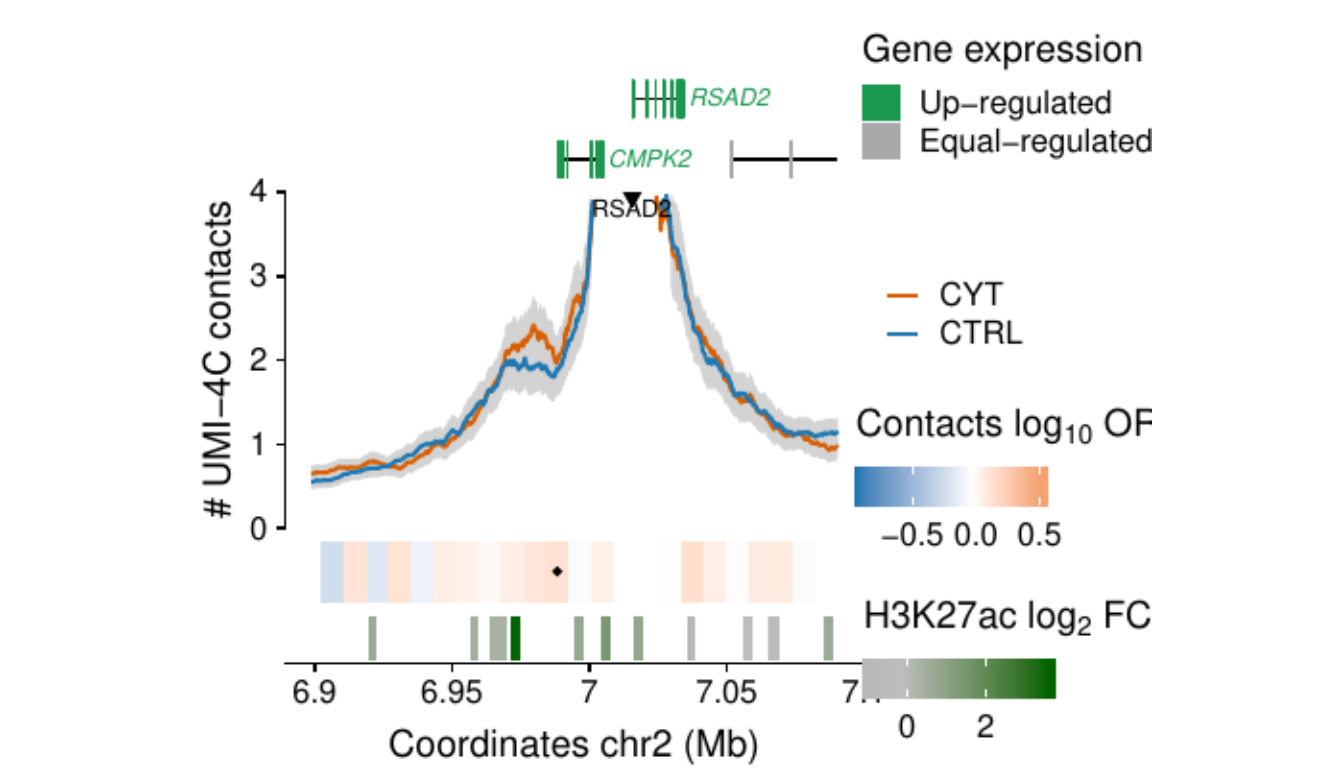 Gene expression
Up−regulated
Equal−regulated
RSAD2
CMPK2
# UMI−4C contacts
4
3
2
1
0
RSAD2
CYT
CTRL
Contacts log10 OR
−0.5 0.0 0.5
H3K27ac log2 FC
0 2
6.9 6.95 7 7.05 7.
Coordinates chr2 (Mb)